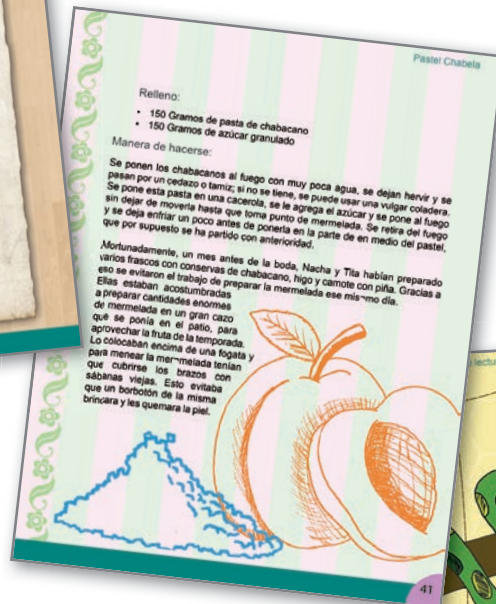 Pastel Chabela
Relleno:
• 150 Gramos de pasta de chabacano
• 150 Gramos de azúcar granulado
Manera de hacerse:
Se ponen los chabacanos al fuego con muy poca agua, se dejan hervir y se
pasan por un cedazo o tamiz; si no se tiene, se puede usar una vulgar coladera.
Se pone esta pasta en una cacerola, se le agrega el azúcar y se pone al fuego
sin dejar de moverla hasta que toma punto de mermelada. Se retira del fuego
y se deja enfriar un poco antes de ponerla en la parte de en medio del pastel,
que por supuesto se ha partido con anterioridad.
Mortunadamente, un mes antes de la boda, Nacha y Tita habían preparado
varios frascos con conservas de chabacano, higo y camote con piña. Gracias a
eso se evitaron el trabajo de preparar la mermelada ese mismo día.
Ellas estaban acostumbradas
a preparar cantidades enormes
de mermelada en un gran cazo
que se ponía en el patio, para
aprovechar la fruta de la temporada.
Lo colocaban encima de una fogata y
para menear la mermelada tenían
que cubrirse los brazos con
sábanas viejas. Esto evitaba
que un borbotón de la misma
brincara y les quemara la piel.
41
lectu